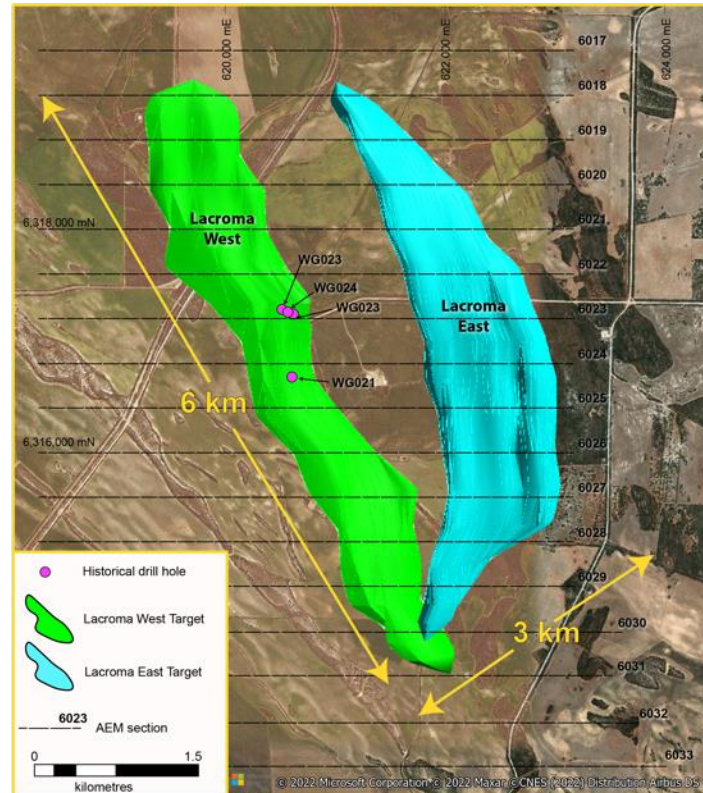 620,000 mE
622,000 mE
624,000 mE
6017
6018
6019
6020
6,318,000 mN
Lacroma
West
6021
6022
WG023
WG024
WG023
Lacroma
East
6023
WG021
6024
6 km
6025
6,316,000 mN
6026
6027
6028
6029
3 km
6030
6031
6032
6033
Historical drill hole
Lacroma West Target
Lacroma East Target
6023
AEM section
0
1.5
kilometres
© 2022 Microsoft Corporation © 2022 Maxar © CNES (2022) Distribution Airbus DS